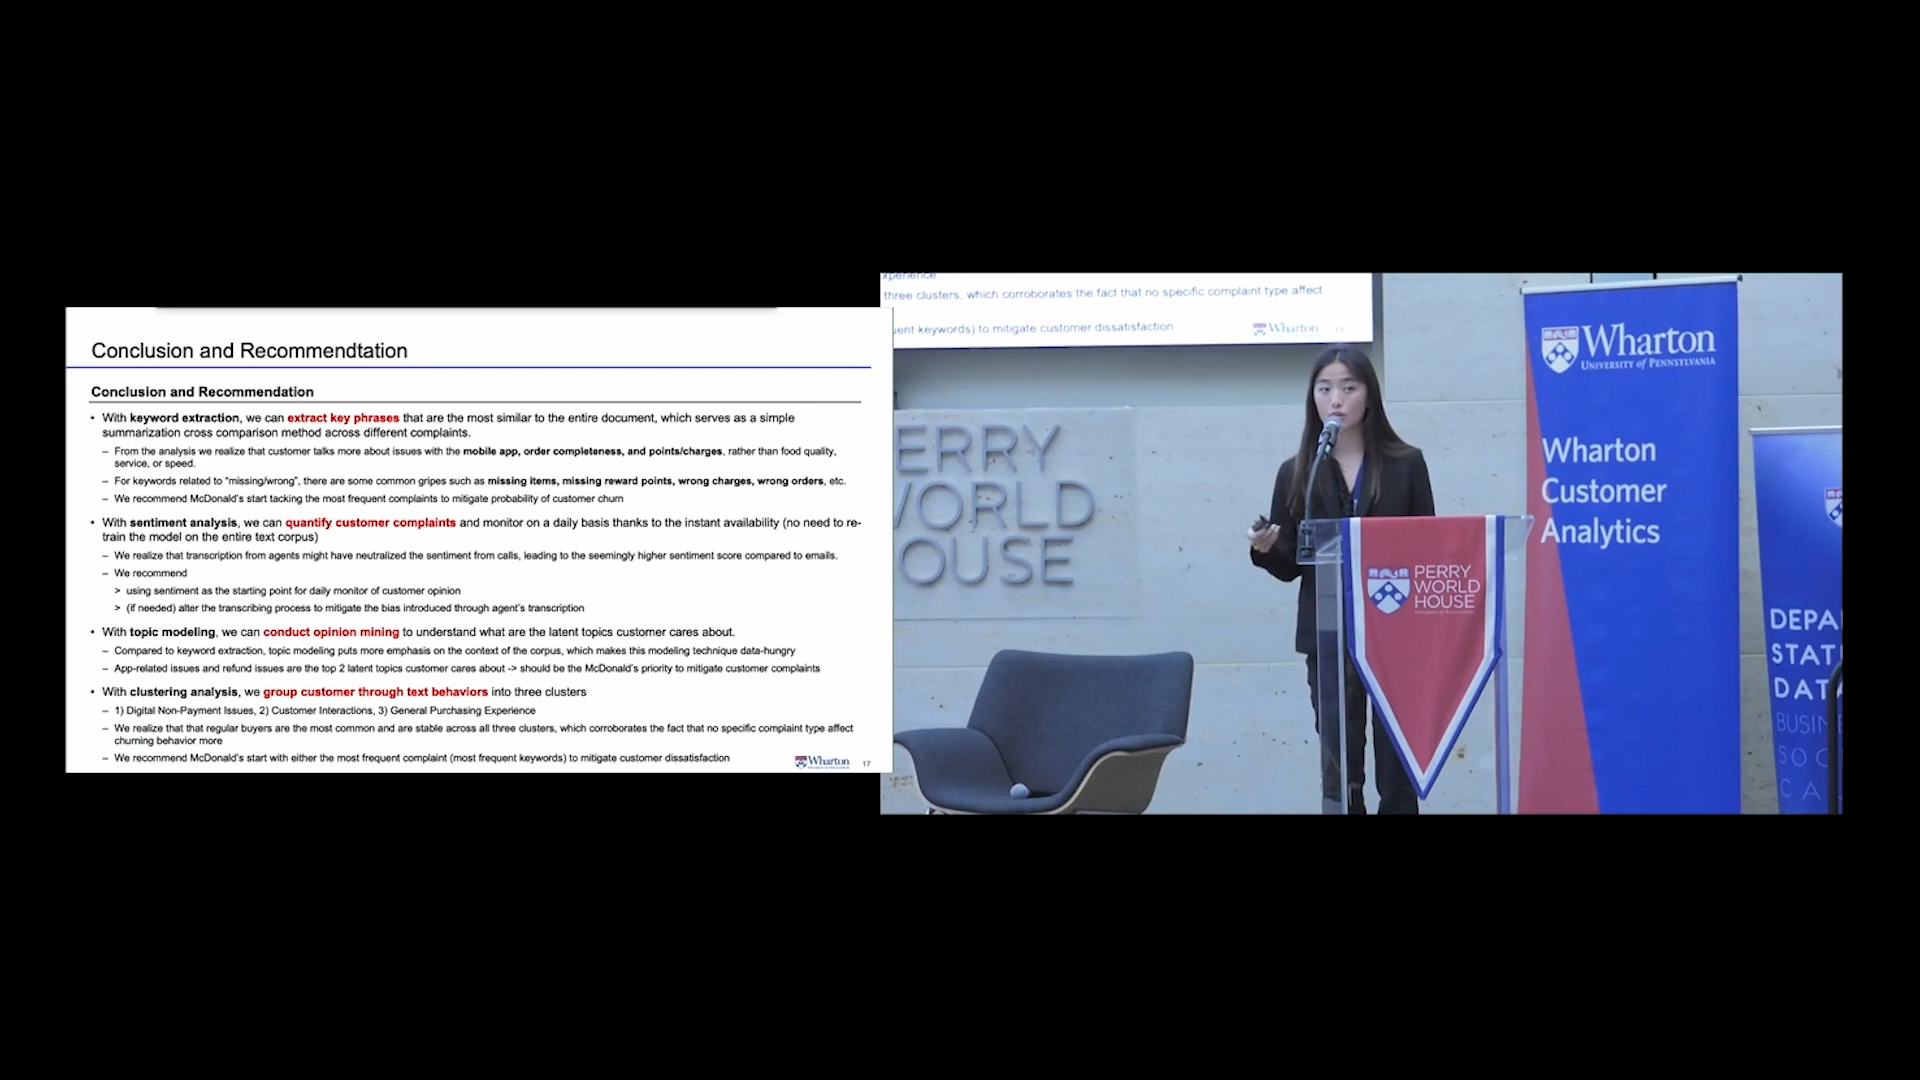 Conclusion and Recommendtation
Conclusion and Recommendation
• With keyword extraction, we can extract key phrases that are the most similar to the entire document, which serves as a simple
summarization cross comparison method across different complaints.
– From the analysis we realize that customer talks more about issues with the mobile app, order completeness, and points/charges, rather than food quality,
service, or speed.
– For keywords related to "missing/wrong", there are some common gripes such as missing items, missing reward points, wrong charges, wrong orders, etc.
– We recommend McDonald's start tacking the most frequent complaints to mitigate probability of customer churn
• With sentiment analysis, we can quantify customer complaints and monitor on a daily basis thanks to the instant availability (no need to re-
train the model on the entire text corpus)
– We realize that transcription from agents might have neutralized the sentiment from calls, leading to the seemingly higher sentiment score compared to emails.
– We recommend
> using sentiment as the starting point for daily monitor of customer opinion
> (if needed) alter the transcribing process to mitigate the bias introduced through agent's transcription
• With topic modeling, we can conduct opinion mining to understand what are the latent topics customer cares about.
– Compared to keyword extraction, topic modeling puts more emphasis on the context of the corpus, which makes this modeling technique data-hungry
– App-related issues and refund issues are the top 2 latent topics customer cares about -> should be the McDonald's priority to mitigate customer complaints
• With clustering analysis, we group customer through text behaviors into three clusters
– 1) Digital Non-Payment Issues, 2) Customer Interactions, 3) General Purchasing Experience
– We realize that that regular buyers are the most common and are stable across all three clusters, which corroborates the fact that no specific complaint type affect
churning behavior more
– We recommend McDonald's start with either the most frequent complaint (most frequent keywords) to mitigate customer dissatisfaction
Wharton
17
xperience
three clusters, which corroborates the fact that no specific complaint type affect
uent keywords) to mitigate customer dissatisfaction
Wharton
17
ERRY
WORLD
OUSE
PERRY
WORLD
HOUSE
Wharton
UNIVERSITY of PENNSYLVANIA
Wharton
Customer
Analytics
DEPA
STAT
DATA
BUSINE
SOC
CA